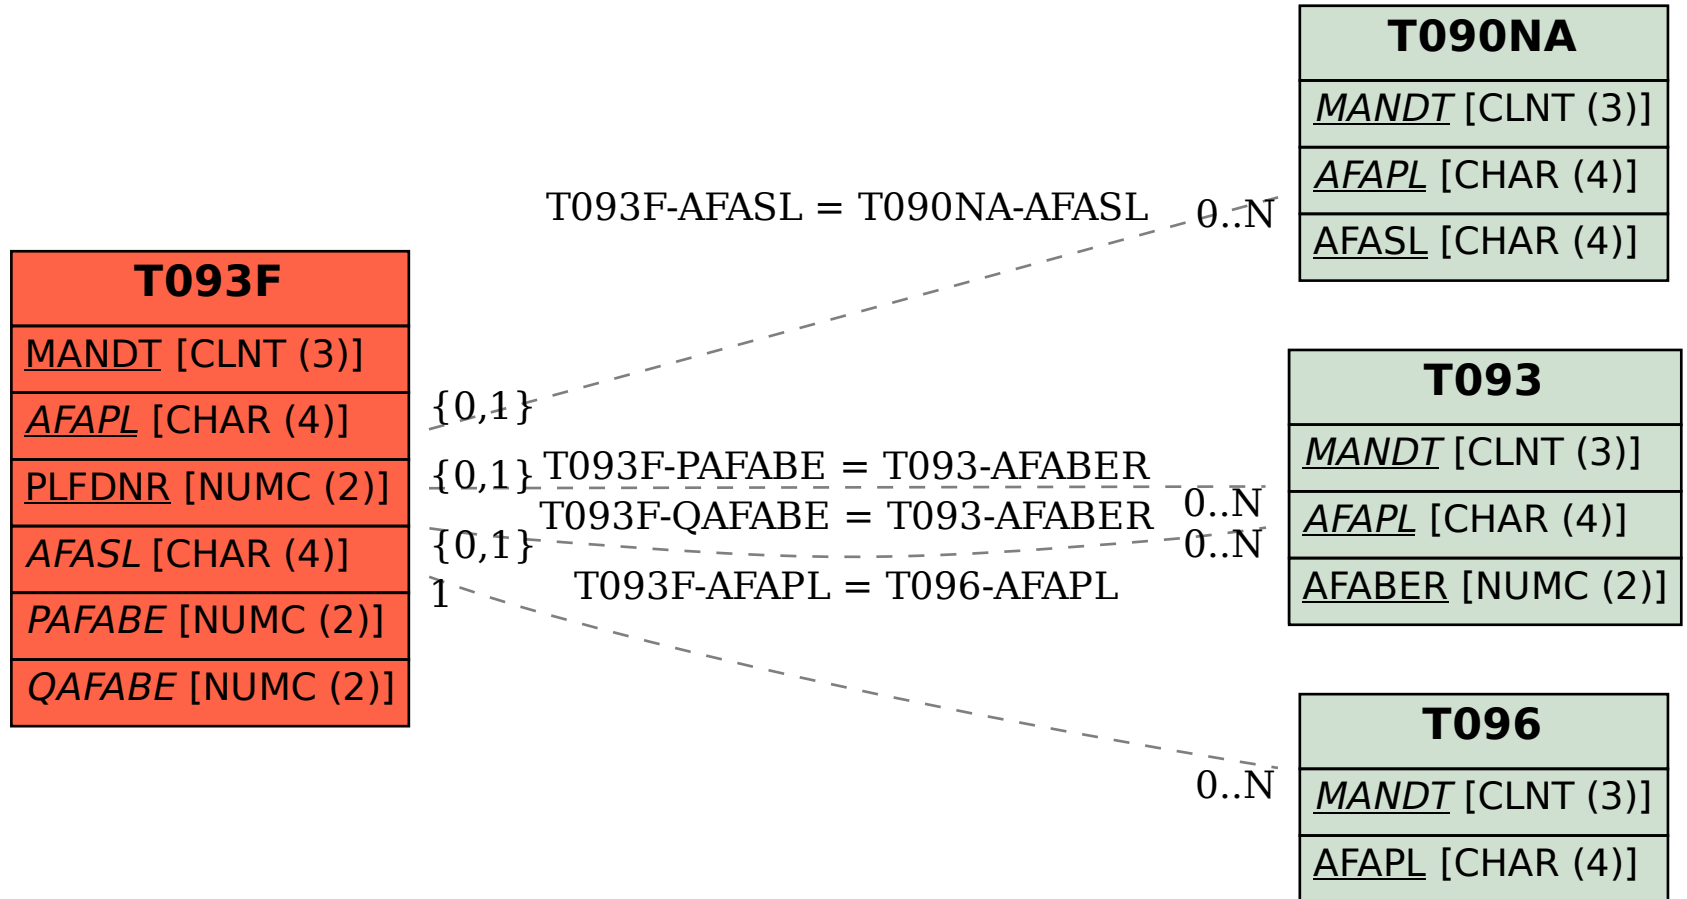 T093F
MANDT [CLNT (3)]
AFAPL [CHAR (4)]
PLFDNR [NUMC (2)]
AFASL [CHAR (4)]
PAFABE [NUMC (2)]
QAFABE [NUMC (2)]
T093F-AFASL = T090NA-AFASL
{0,1}
0..N
T093F-PAFABE = T093-AFABER
{0,1}
0..N
T093F-QAFABE = T093-AFABER
{0,1}
0..N
T093F-AFAPL = T096-AFAPL
1
0..N
T090NA
MANDT [CLNT (3)]
AFAPL [CHAR (4)]
AFASL [CHAR (4)]
T093
MANDT [CLNT (3)]
AFAPL [CHAR (4)]
AFABER [NUMC (2)]
T096
MANDT [CLNT (3)]
AFAPL [CHAR (4)]